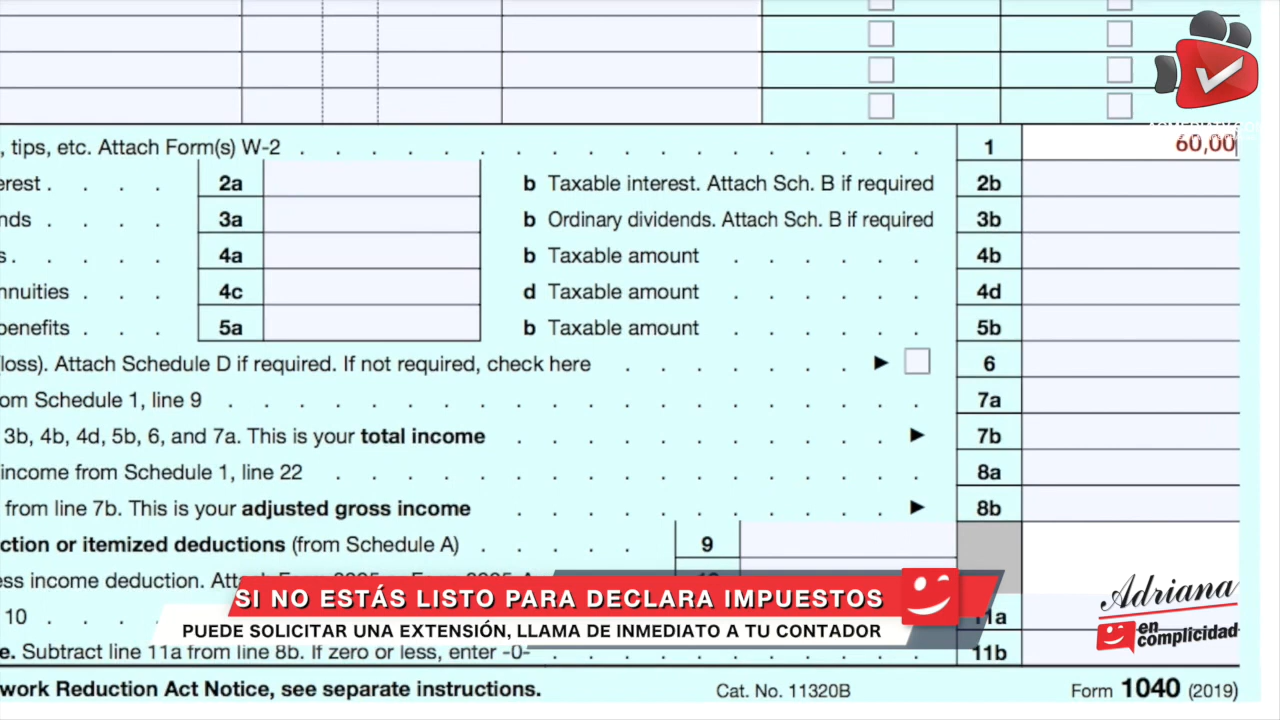 , tips, etc. Attach Form(s) W-2 . . . . . . . . . . . . . . . . . . 1 60,00
erest . . . . 2a b Taxable interest. Attach Sch. B if required 2b
nds . . . . 3a b Ordinary dividends. Attach Sch. B if required 3b
s. . . . . 4a b Taxable amount . . . . . . 4b
nnuities . . . 4c d Taxable amount . . . . . . 4d
benefits . . . 5a b Taxable amount . . . . . . 5b
(loss). Attach Schedule D if required. If not required, check here . . . . . . . ▶ 6
om Schedule 1, line 9 . . . . . . . . . . . . . . . . . . . . 7a
3b, 4b, 4d, 5b, 6, and 7a. This is your total income . . . . . . . . . . . ▶ 7b
income from Schedule 1, line 22 . . . . . . . . . . . . . . . . . 8a
from line 7b. This is your adjusted gross income . . . . . . . . . . . ▶ 8b
ction or itemized deductions (from Schedule A) . . . . . 9
ess income deduction.
10 . . . . 11a
SI NO ESTÁS LISTO PARA DECLARA IMPUESTOS
PUEDE SOLICITAR UNA EXTENSIÓN, LLAMA DE INMEDIATO A TU CONTADOR
Adriana
en
complicidad
e. Subtract line 11a from line 8b. If zero or less, enter -0- . . . . . . . . . . . 11b
work Reduction Act Notice, see separate instructions. Cat. No. 11320B Form 1040 (2019)